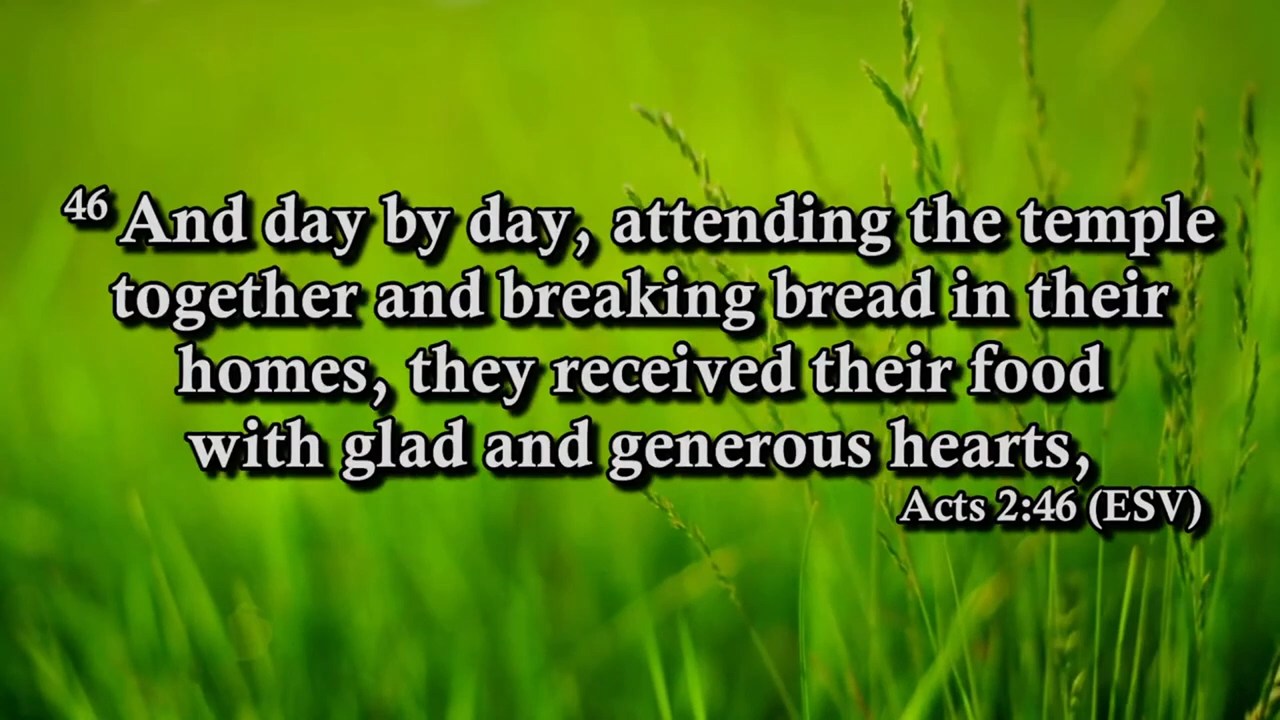 46 And day by day, attending the temple
together and breaking bread in their
homes, they received their food
with glad and generous hearts,
Acts 2:46 (ESV)